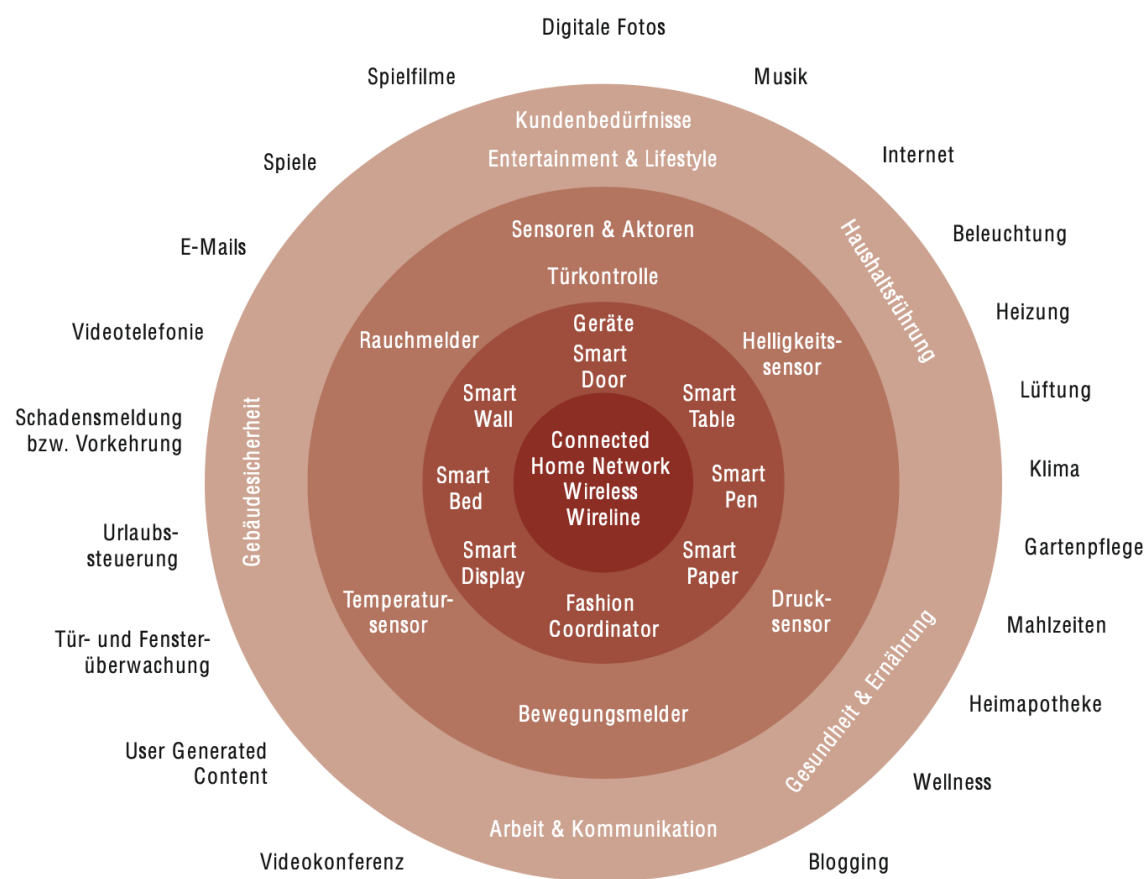 Digitale Fotos
Spielfilme
Musik
Spiele
Internet
E-Mails
Beleuchtung
Videotelefonie
Heizung
Schadensmeldung
bzw. Vorkehrung
Lüftung
Klima
Urlaubs-
steuerung
Gartenpflege
Tür- und Fenster-
überwachung
Mahlzeiten
Heimapotheke
User Generated
Content
Wellness
Videokonferenz
Blogging
Kundenbedürfnisse
Entertainment & Lifestyle
Haushaltsführung
Gebäudesicherheit
Gesundheit & Ernährung
Arbeit & Kommunikation
Sensoren & Aktoren
Türkontrolle
Rauchmelder
Helligkeits-
sensor
Temperatur-
sensor
Druck-
sensor
Bewegungsmelder
Geräte
Smart
Door
Smart
Wall
Smart
Table
Smart
Bed
Smart
Pen
Smart
Display
Smart
Paper
Fashion
Coordinator
Connected
Home Network
Wireless
Wireline